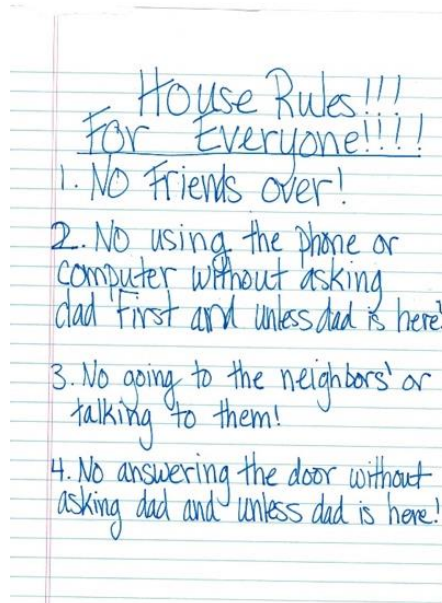 House Rules!!!
For Everyone!!!!
1. No Friends over!
2. No using the phone or
computer without asking
dad first and unless dad is here!
3. No going to the neighbors' or
talking to them!
4. No answering the door without
asking dad and unless dad is here!